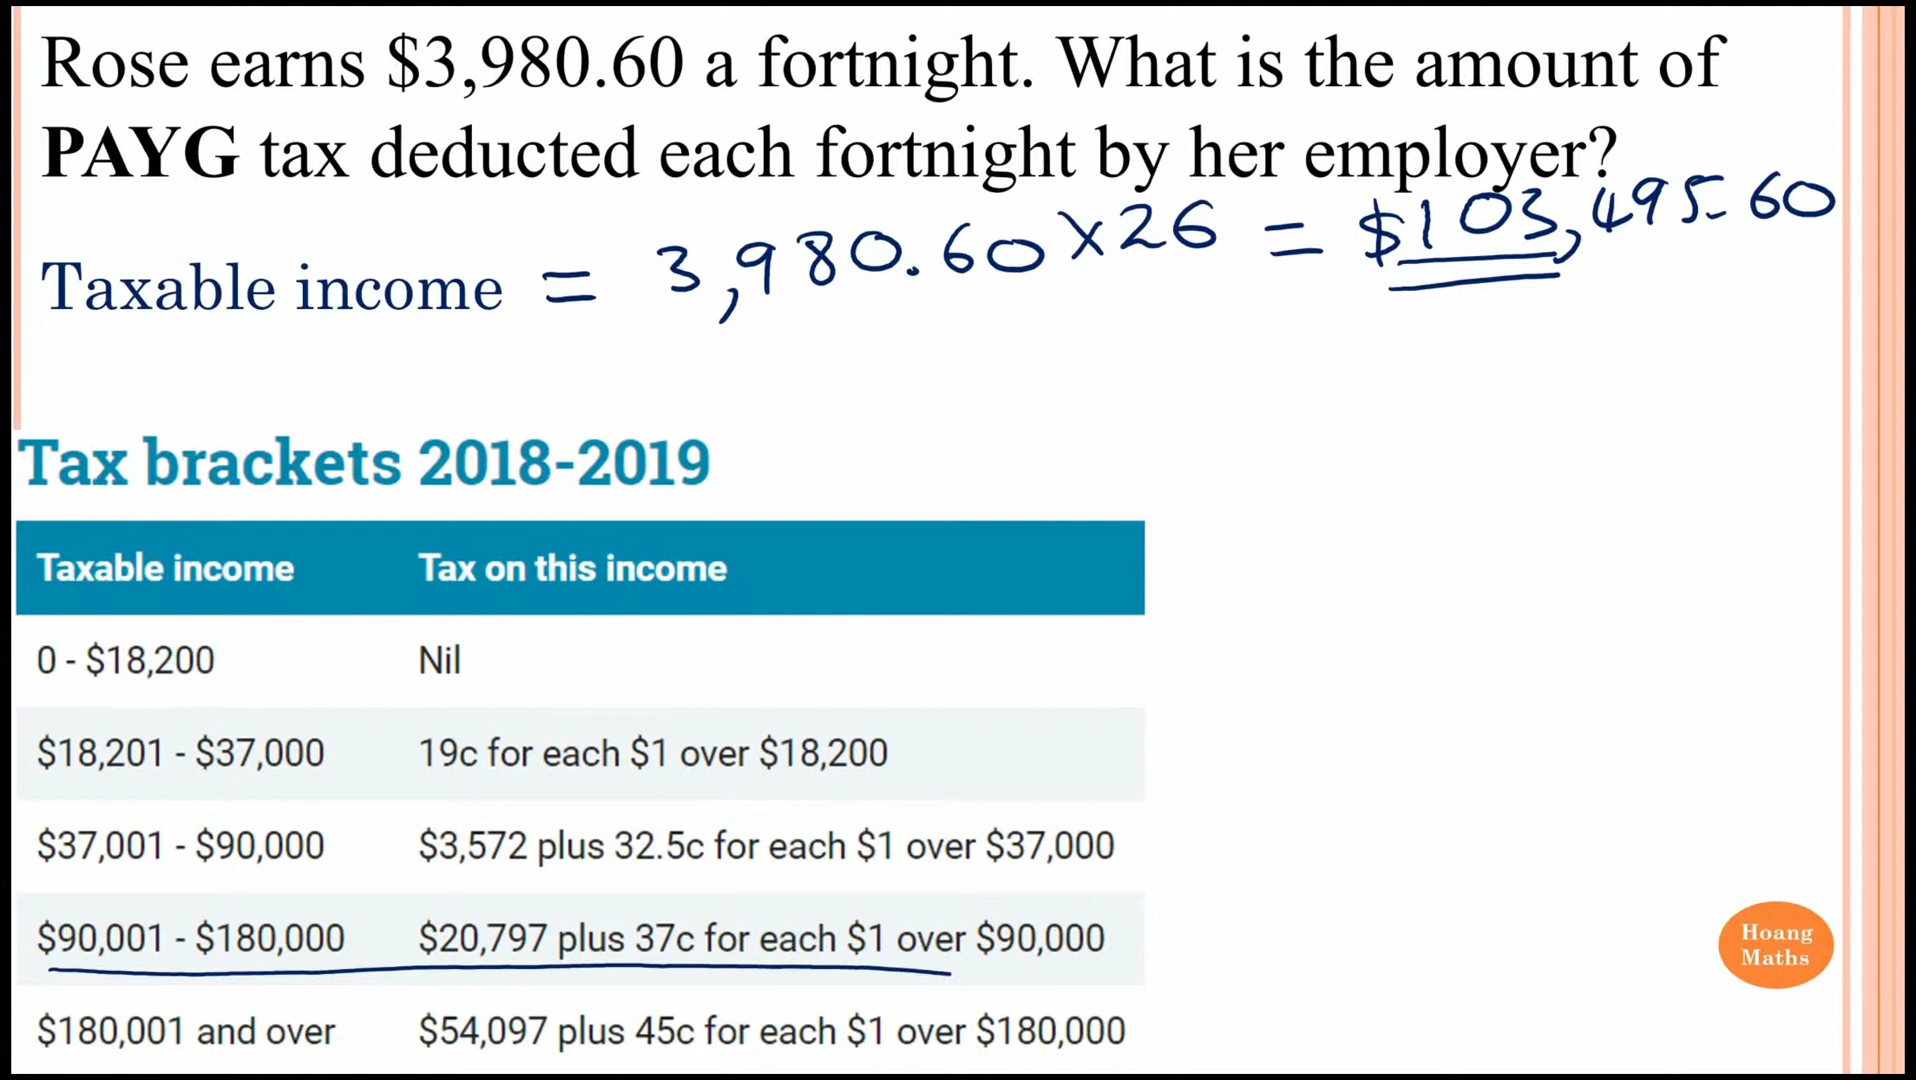 Rose earns $3,980.60 a fortnight. What is the amount of
PAYG tax deducted each fortnight by her employer?
Taxable income = 3,980.60 × 26 = $103,495.60
Tax brackets 2018-2019
Taxable income Tax on this income
0 - $18,200 Nil
$18,201 - $37,000 19c for each $1 over $18,200
$37,001 - $90,000 $3,572 plus 32.5c for each $1 over $37,000
$90,001 - $180,000 $20,797 plus 37c for each $1 over $90,000
$180,001 and over $54,097 plus 45c for each $1 over $180,000
Hoang
Maths